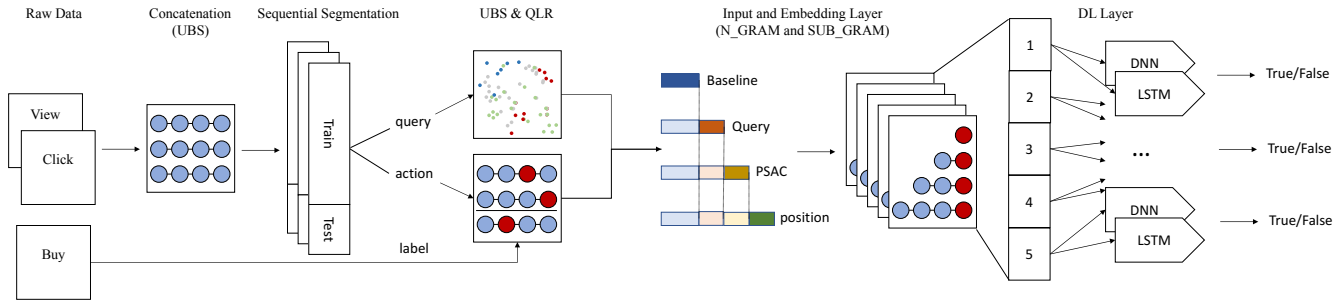 Raw Data
Concatenation
(UBS)
Sequential Segmentation
UBS & QLR
Input and Embedding Layer
(N_GRAM and SUB_GRAM)
DL Layer
View
Click
Buy
Train
Test
query
action
label
Baseline
Query
PSAC
position
1
2
3
4
5
DNN
LSTM
...
DNN
LSTM
True/False
True/False
True/False